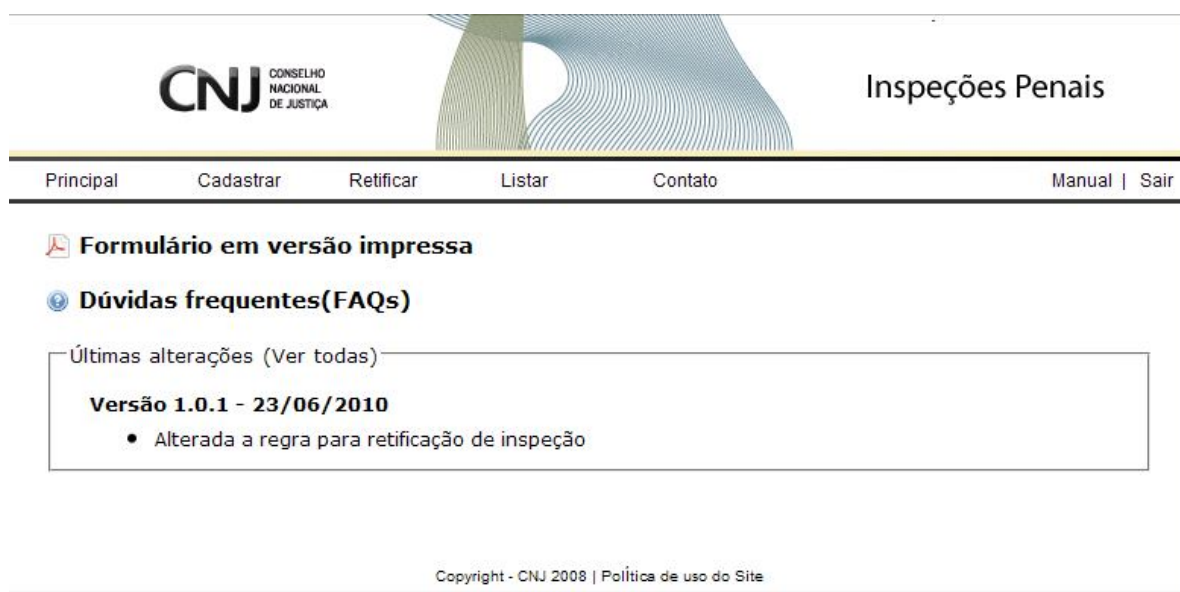 CNJ CONSELHO
NACIONAL
DE JUSTIÇA
Inspeções Penais
Principal Cadastrar Retificar Listar Contato Manual | Sair
Formulário em versão impressa
Dúvidas frequentes(FAQs)
Últimas alterações (Ver todas)
Versão 1.0.1 - 23/06/2010
• Alterada a regra para retificação de inspeção
Copyright - CNJ 2008 | Política de uso do Site